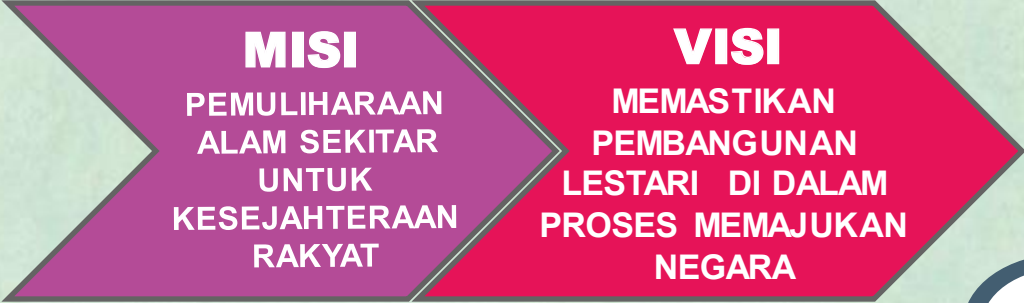 MISI
PEMULIHARAAN
ALAM SEKITAR
UNTUK
KESEJAHTERAAN
RAKYAT
VISI
MEMASTIKAN
PEMBANGUNAN
LESTARI DI DALAM
PROSES MEMAJUKAN
NEGARA